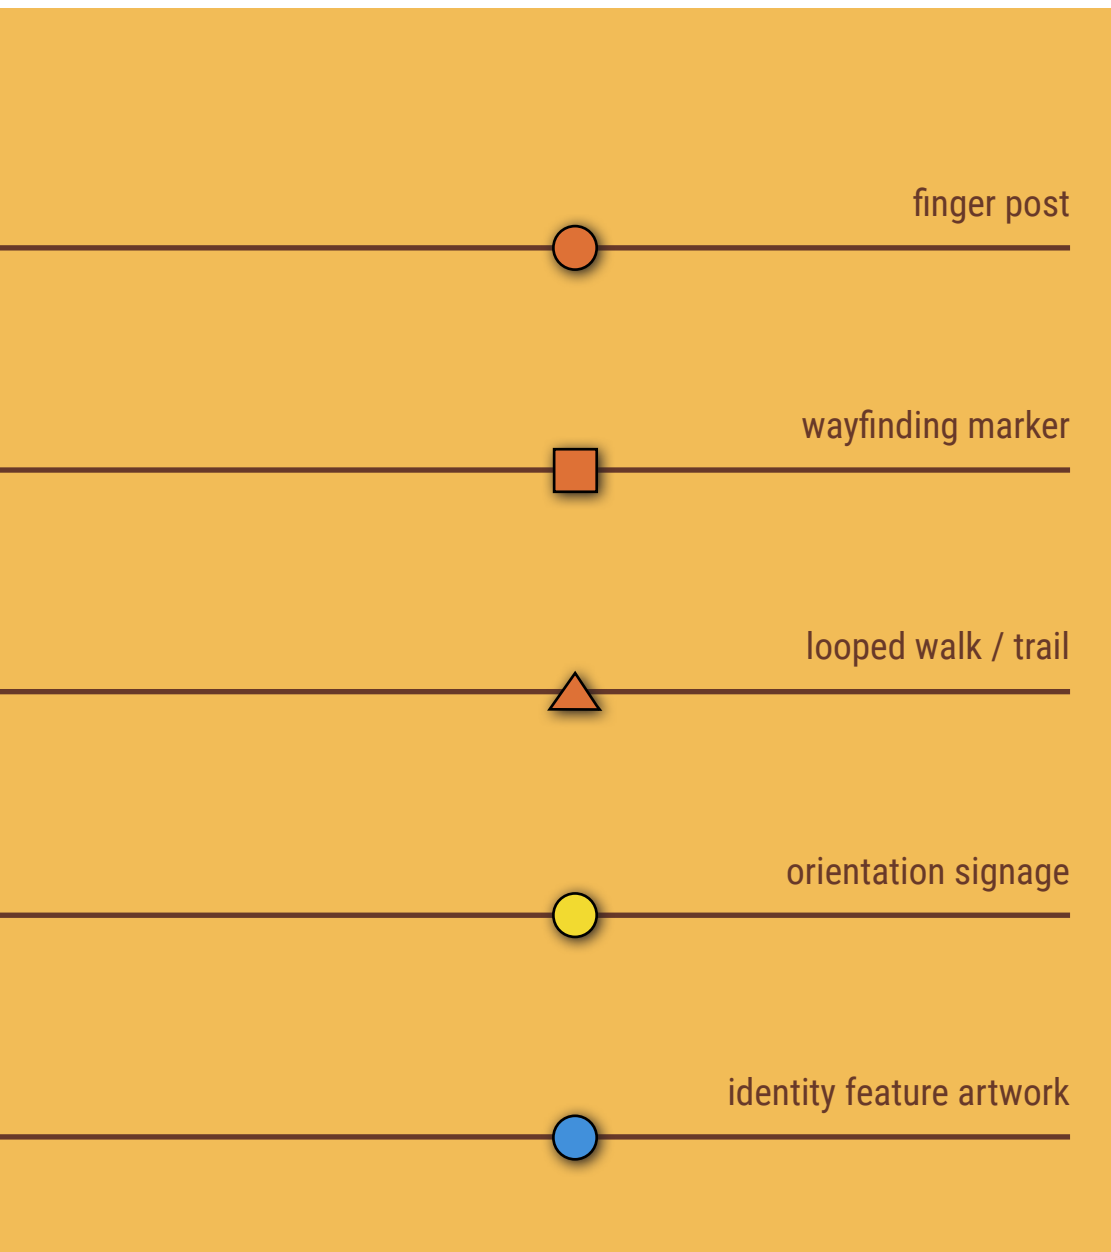 finger post
wayfinding marker
looped walk / trail
orientation signage
identity feature artwork